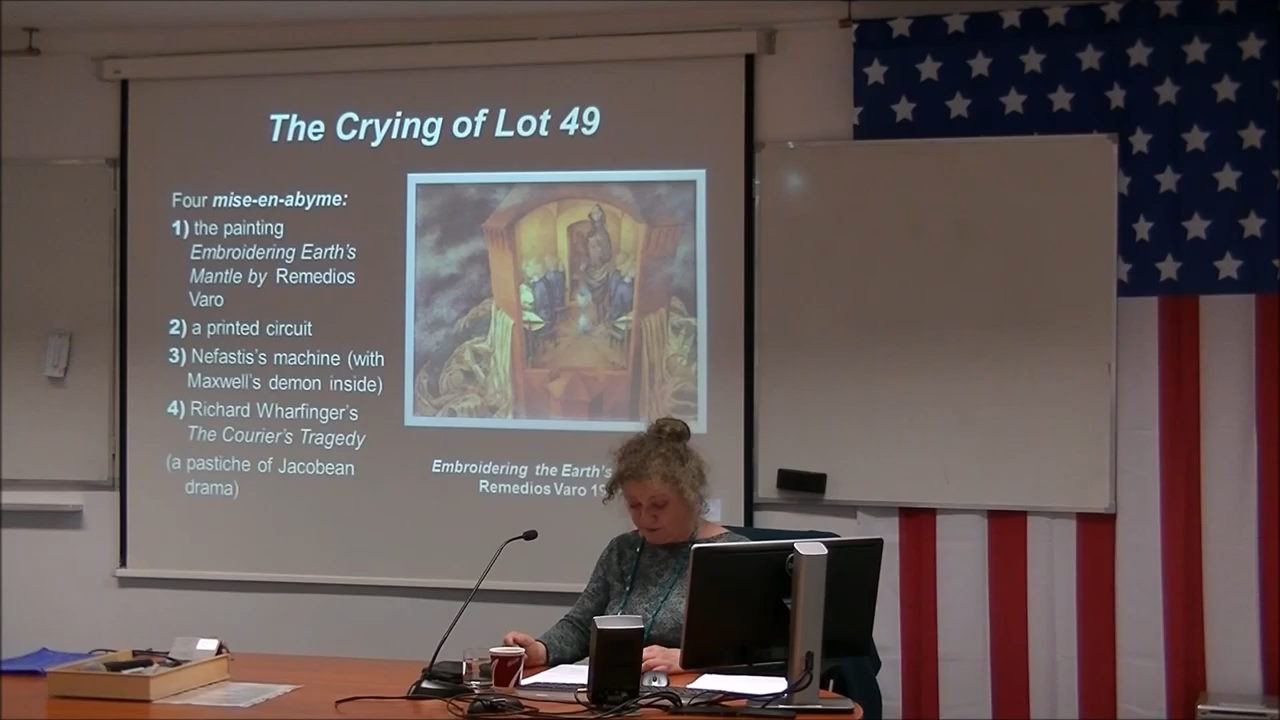 The Crying of Lot 49
Four mise-en-abyme:
1) the painting
Embroidering Earth's
Mantle by Remedios
Varo
2) a printed circuit
3) Nefastis's machine (with
Maxwell's demon inside)
4) Richard Wharfinger's
The Courier's Tragedy
(a pastiche of Jacobean
drama)
Embroidering the Earth's
Remedios Varo